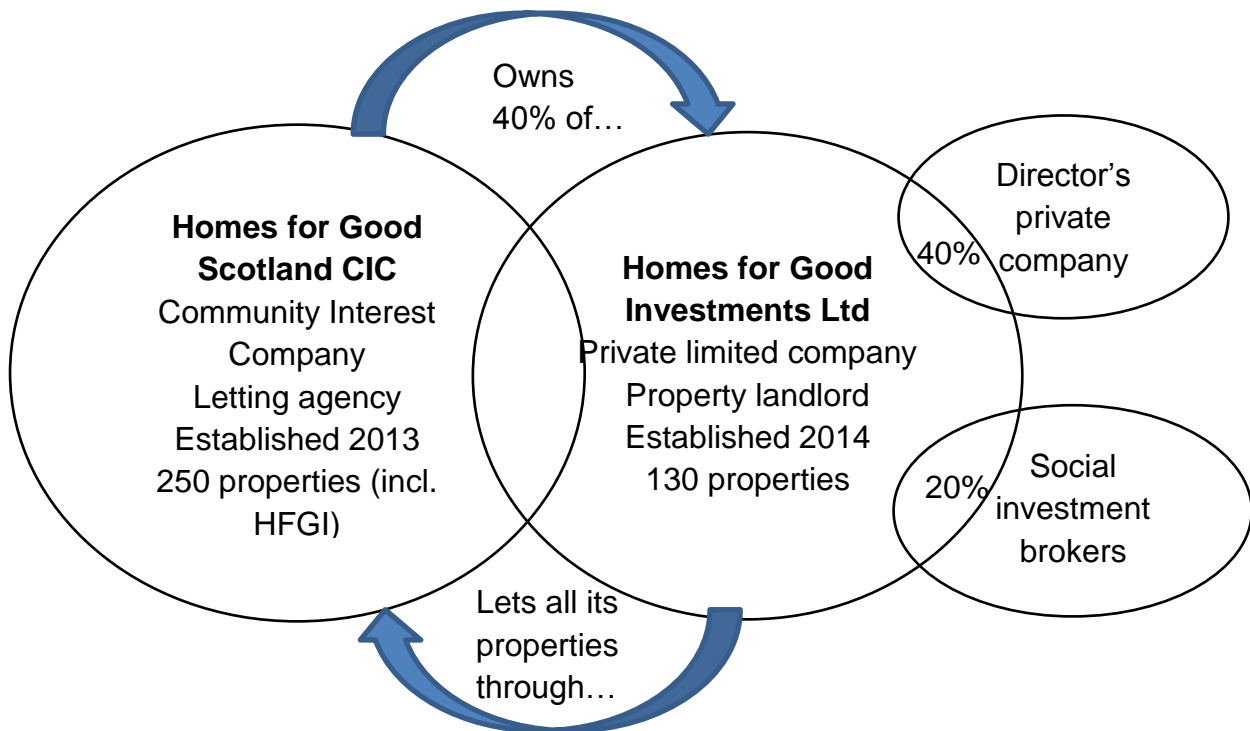 Owns
40% of…
Homes for Good
Scotland CIC
Community Interest
Company
Letting agency
Established 2013
250 properties (incl.
HFGI)
Homes for Good
Investments Ltd
Private limited company
Property landlord
Established 2014
130 properties
Director’s
private
company
40%
20%
Social
investment
brokers
Lets all its
properties
through…